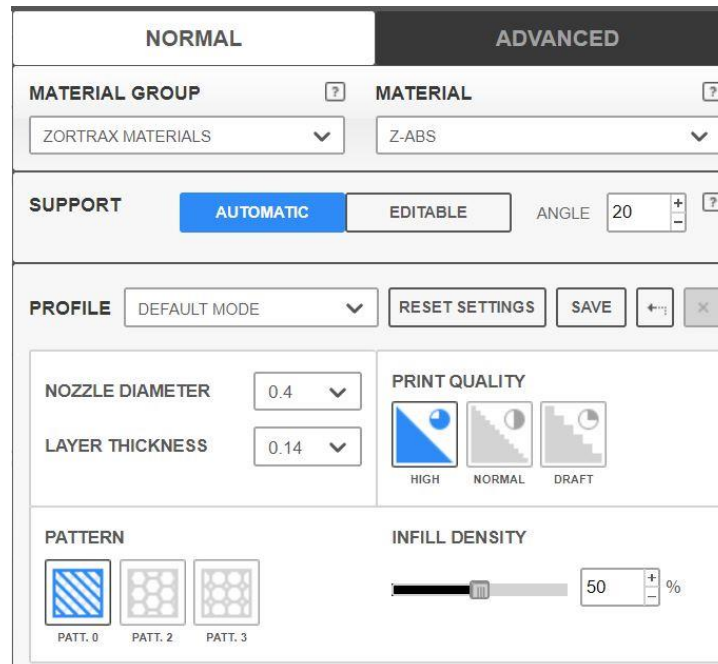 NORMAL ADVANCED
MATERIAL GROUP ? MATERIAL ?
ZORTRAX MATERIALS Z-ABS
SUPPORT AUTOMATIC EDITABLE ANGLE 20 + - ?
PROFILE DEFAULT MODE RESET SETTINGS SAVE
NOZZLE DIAMETER 0.4
LAYER THICKNESS 0.14
PRINT QUALITY
HIGH NORMAL DRAFT
PATTERN
PATT. 0 PATT. 2 PATT. 3
INFILL DENSITY
50 + - %